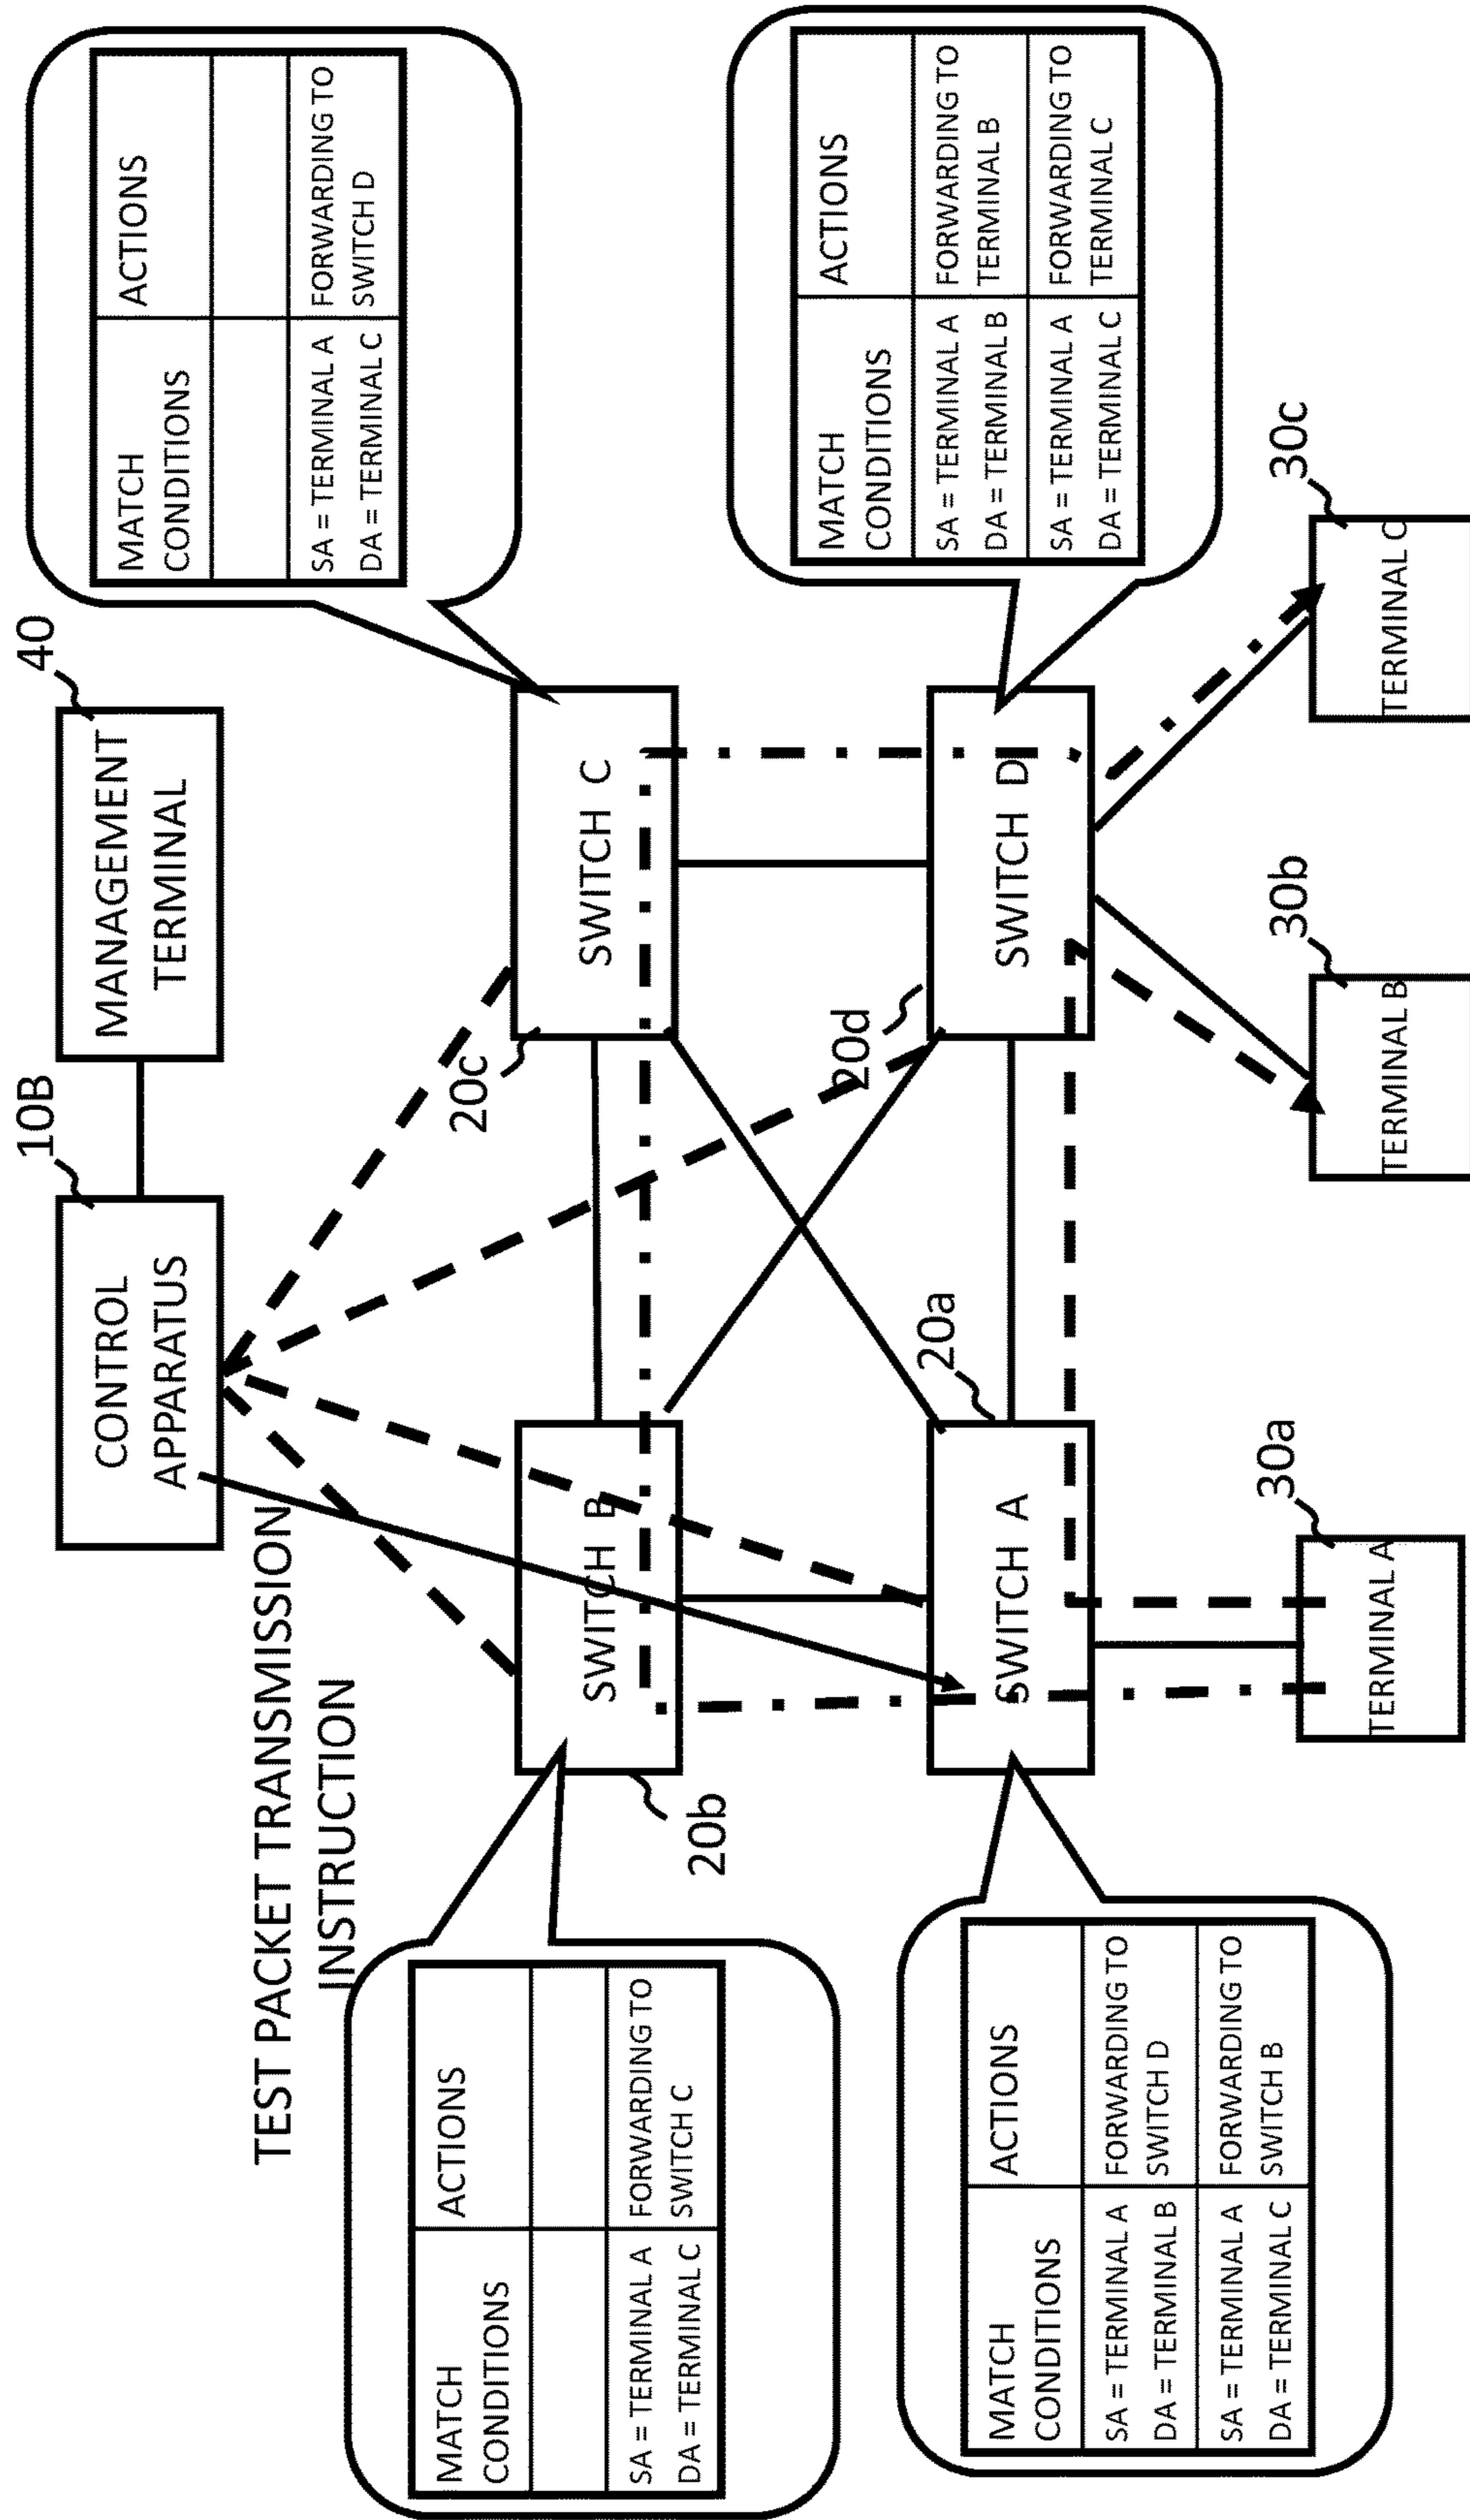 10B
40
CONTROL
APPARATUS
MANAGEMENT
TERMINAL
TEST PACKET TRANSMISSION
INSTRUCTION
MATCH
CONDITIONS
ACTIONS
SA = TERMINAL A
DA = TERMINAL C
FORWARDING TO
SWITCH D
MATCH
CONDITIONS
ACTIONS
SA = TERMINAL A
DA = TERMINAL C
FORWARDING TO
SWITCH C
20b
SWITCH B
20c
SWITCH C
MATCH
CONDITIONS
ACTIONS
SA = TERMINAL A
DA = TERMINAL B
FORWARDING TO
TERMINAL B
SA = TERMINAL A
DA = TERMINAL C
FORWARDING TO
TERMINAL C
20a
SWITCH A
20d
SWITCH D
MATCH
CONDITIONS
ACTIONS
SA = TERMINAL A
DA = TERMINAL B
FORWARDING TO
SWITCH D
SA = TERMINAL A
DA = TERMINAL C
FORWARDING TO
SWITCH B
30a
TERMINAL A
30b
TERMINAL B
30c
TERMINAL C